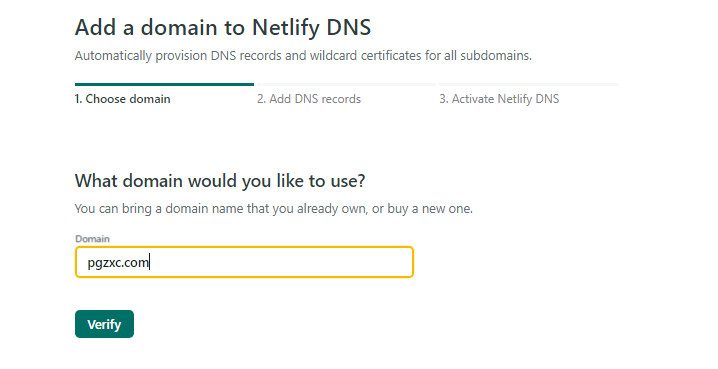 Add a domain to Netlify DNS
Automatically provision DNS records and wildcard certificates for all subdomains.
1. Choose domain
2. Add DNS records
3. Activate Netlify DNS
What domain would you like to use?
You can bring a domain name that you already own, or buy a new one.
Domain
pgzxc.com
Verify